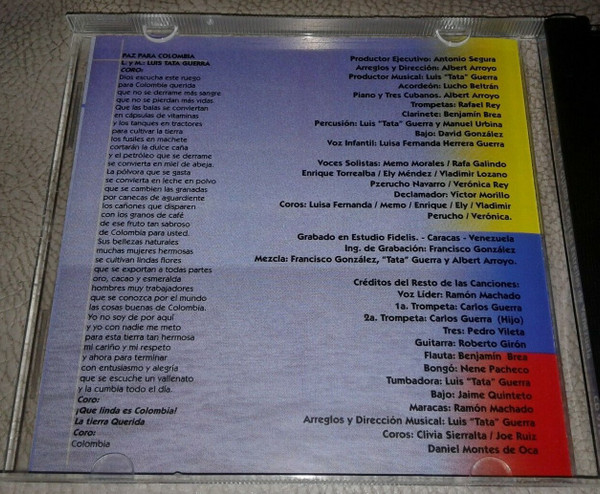 PAZ PARA COLOMBIA
L. y M.: LUIS TATA GUERRA
CORO:
Dios escucha este ruego
para Colombia querida
que no se derrame más sangre
que no se pierdan más vidas
Que las balas se conviertan
en cápsulas de vitaminas
y los tanques en tractores
para cultivar la tierra
los fusiles en machete
cortarán la dulce caña
y el petróleo que se derrame
se convierta en miel de abeja.
La pólvora que se gasta
se convierta en leche en polvo
que se cambien las granadas
por canecas de aguardiente
los cañones que disparen
con los granos de café
de ese fruto tan sabroso
de Colombia para usted.
Sus bellezas naturales
muchas mujeres hermosas
se cultivan lindas flores
que se exportan a todas partes
oro, cacao y esmeralda
hombres muy trabajadores
que se conozca por el mundo
las cosas buenas de Colombia.
Yo no soy de por aquí
y yo con nadie me meto
para esta tierra tan hermosa
mi cariño y mi respeto
y ahora para terminar
con entusiasmo y alegría
que se escuche un vallenato
y la cumbia todo el día.
Coro:
¡Que linda es Colombia!
La tierra Querida
Coro:
Colombia
Productor Ejecutivo: Antonio Segura
Arreglos y Dirección: Albert Arroyo
Productor Musical: Luis "Tata" Guerra
Acordeón: Lucho Beltrán
Piano y Tres Cubanos. Albert Arroyo
Trompetas: Rafael Rey
Clarinete: Benjamín Brea
Percusión: Luis "Tata" Guerra y Manuel Urbina
Bajo: David González
Voz Infantil: Luisa Fernanda Herrera Guerra
Voces Solistas: Memo Morales / Rafa Galindo
Enrique Torrealba / Ely Méndez / Vladimir Lozano
Pzerucho Navarro / Verónica Rey
Declamador: Víctor Morillo
Coros: Luisa Fernanda / Memo / Enrique / Ely / Vladimir
Perucho / Verónica.
Grabado en Estudio Fidelis. - Caracas - Venezuela
Ing. de Grabación: Francisco González
Mezcla: Francisco González, "Tata" Guerra y Albert Arroyo.
Créditos del Resto de las Canciones:
Voz Líder: Ramón Machado
1a. Trompeta: Carlos Guerra
2a. Trompeta: Carlos Guerra (Hijo)
Tres: Pedro Vileta
Guitarra: Roberto Girón
Flauta: Benjamín Brea
Bongó: Nene Pacheco
Tumbadora: Luis "Tata" Guerra
Bajo: Jaime Quinteto
Maracas: Ramón Machado
Arreglos y Dirección Musical: Luis "Tata" Guerra
Coros: Clivia Sierralta / Joe Ruiz
Daniel Montes de Oca